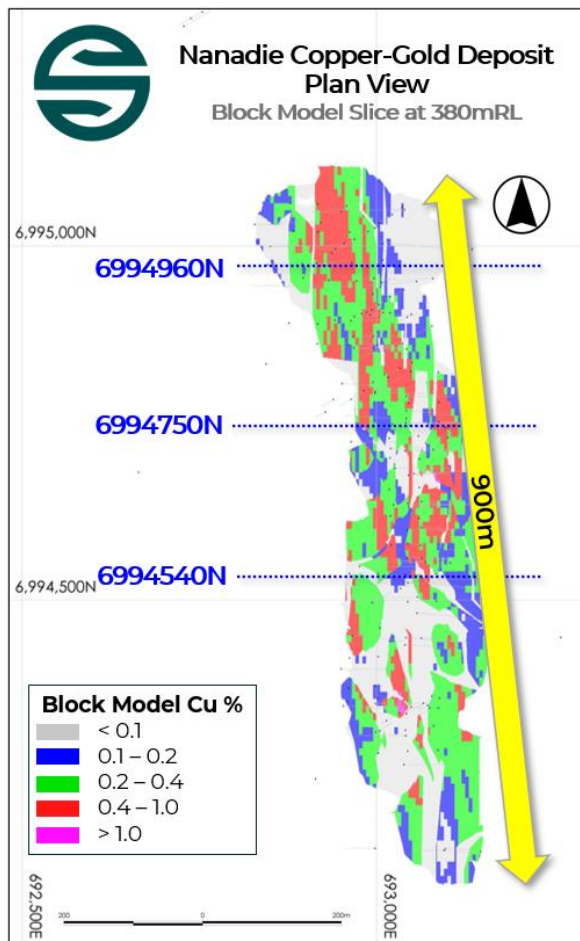 Nanadie Copper-Gold Deposit
Plan View
Block Model Slice at 380mRL
6,995,000N
6994960N
6994750N
900m
6994540N
6,994,500N
Block Model Cu %
< 0.1
0.1 – 0.2
0.2 – 0.4
0.4 – 1.0
> 1.0
692,500E
693,000E
200 0 200m